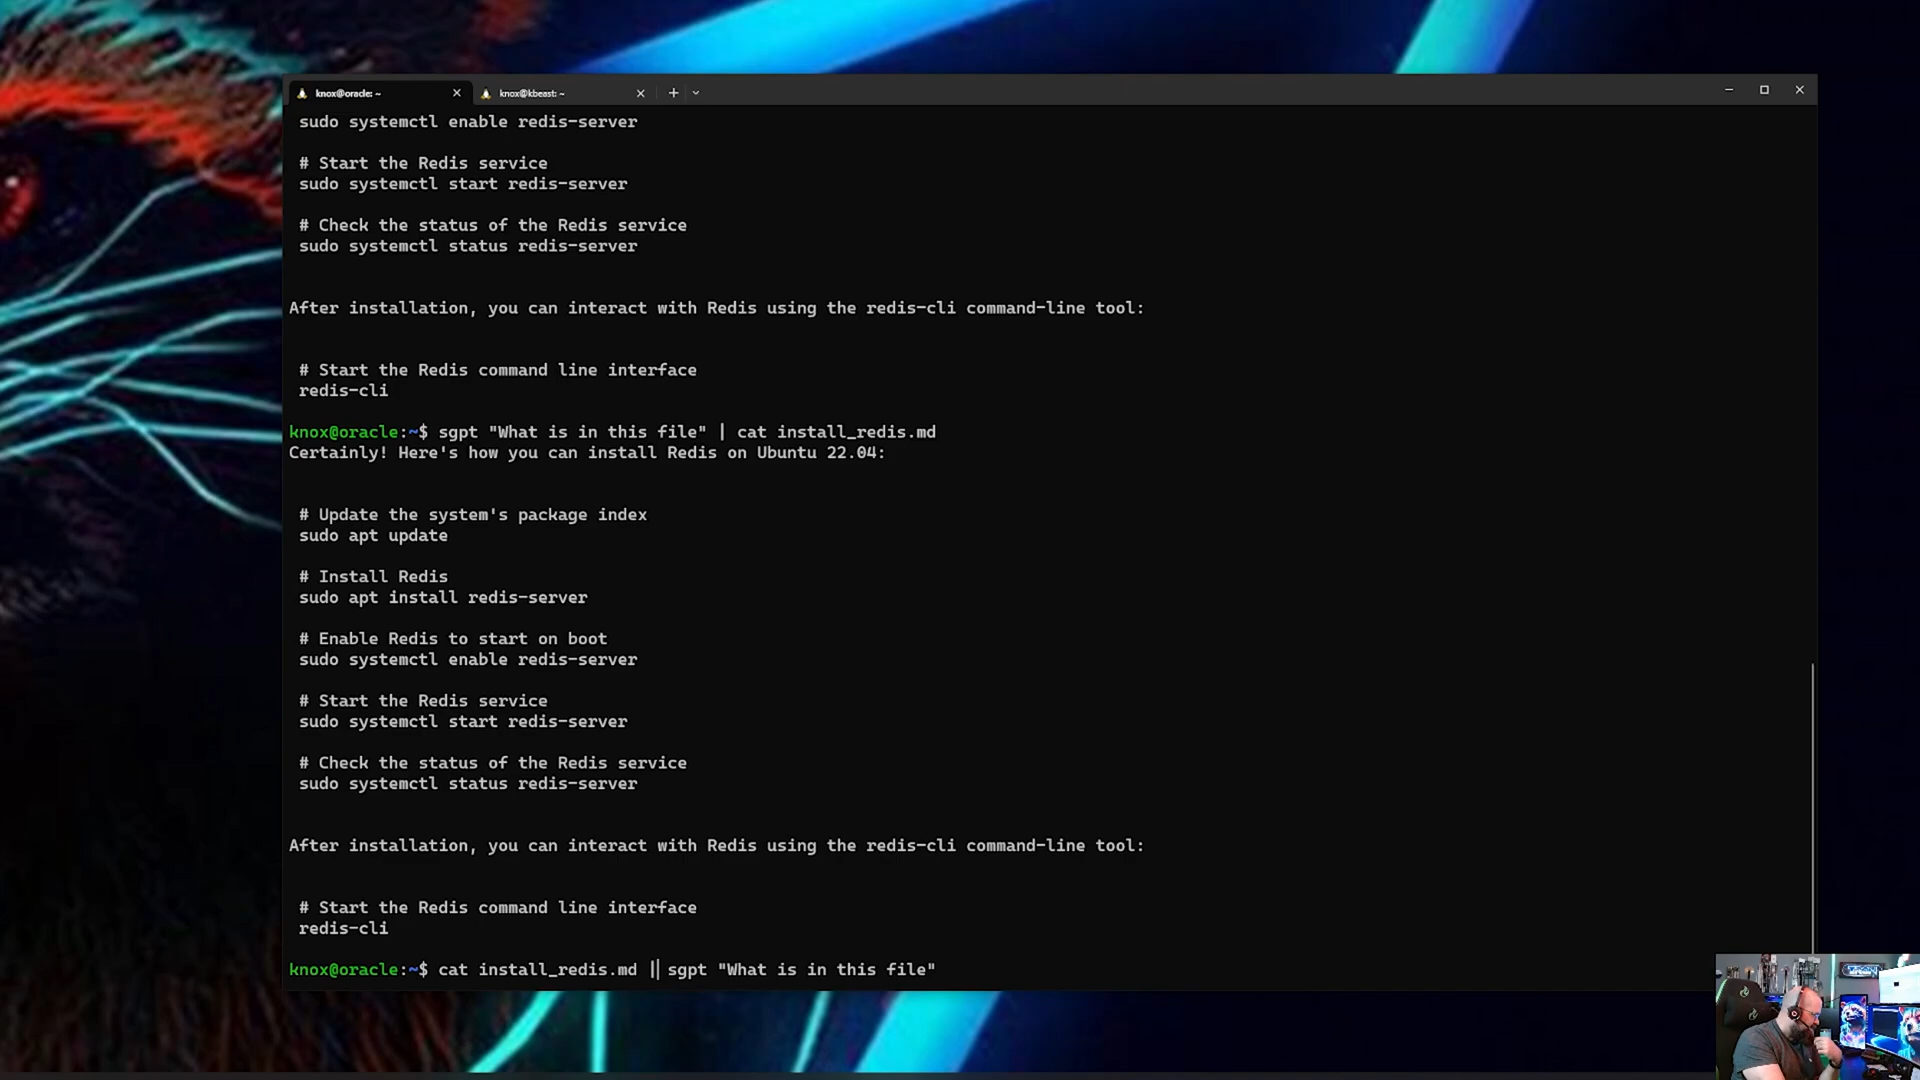 knox@oracle: ~
knox@kbeast: ~
sudo systemctl enable redis-server
# Start the Redis service
sudo systemctl start redis-server
# Check the status of the Redis service
sudo systemctl status redis-server
After installation, you can interact with Redis using the redis-cli command-line tool:
# Start the Redis command line interface
redis-cli
knox@oracle:~$ sgpt "What is in this file" | cat install_redis.md
Certainly! Here's how you can install Redis on Ubuntu 22.04:
# Update the system's package index
sudo apt update
# Install Redis
sudo apt install redis-server
# Enable Redis to start on boot
sudo systemctl enable redis-server
# Start the Redis service
sudo systemctl start redis-server
# Check the status of the Redis service
sudo systemctl status redis-server
After installation, you can interact with Redis using the redis-cli command-line tool:
# Start the Redis command line interface
redis-cli
knox@oracle:~$ cat install_redis.md | sgpt "What is in this file"